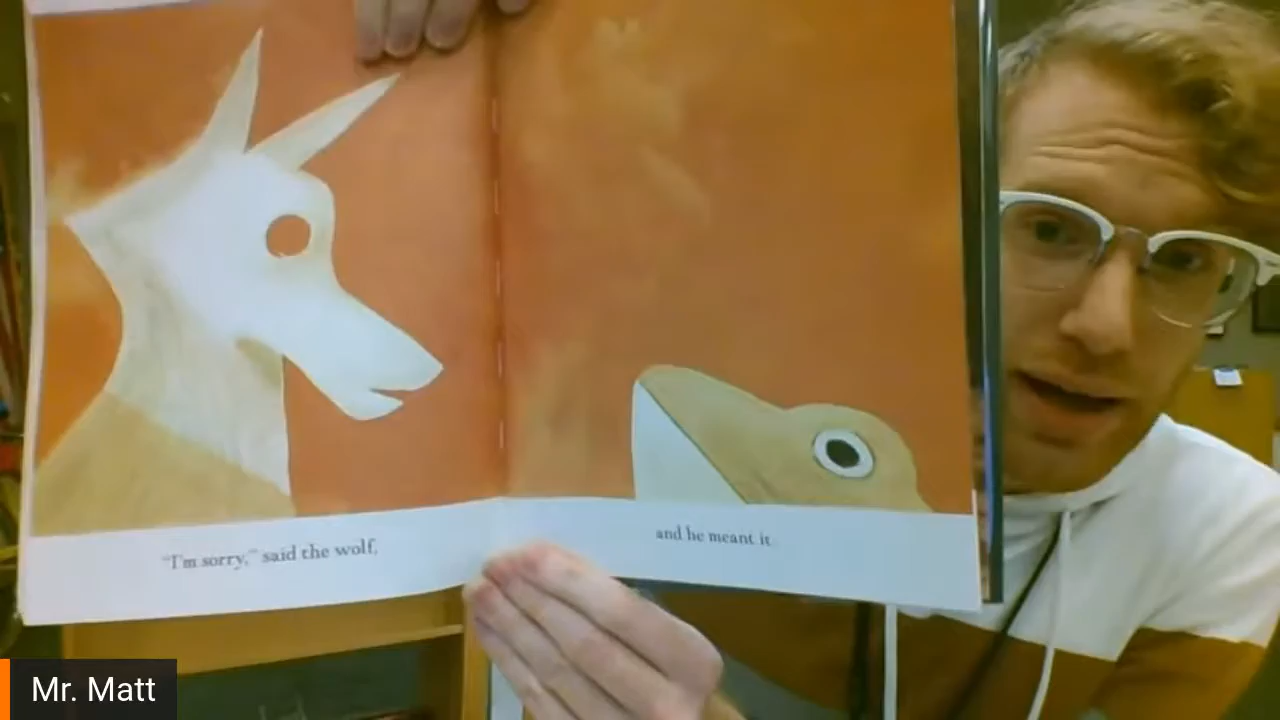 "I'm sorry," said the wolf,
and he meant it.
Mr. Matt